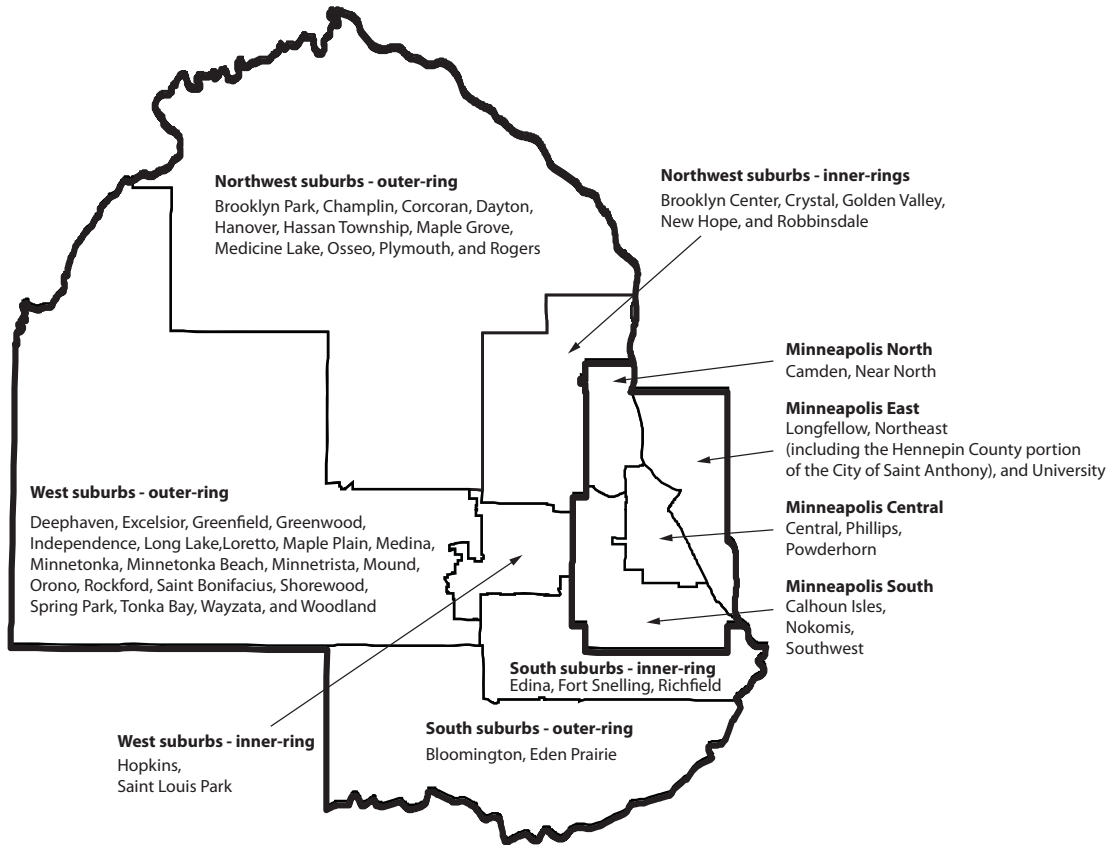 Northwest suburbs - outer-ring
Brooklyn Park, Champlin, Corcoran, Dayton,
Hanover, Hassan Township, Maple Grove,
Medicine Lake, Osseo, Plymouth, and Rogers
Northwest suburbs - inner-rings
Brooklyn Center, Crystal, Golden Valley,
New Hope, and Robbinsdale
Minneapolis North
Camden, Near North
Minneapolis East
Longfellow, Northeast
(including the Hennepin County portion
of the City of Saint Anthony), and University
Minneapolis Central
Central, Phillips,
Powderhorn
Minneapolis South
Calhoun Isles,
Nokomis,
Southwest
West suburbs - outer-ring
Deephaven, Excelsior, Greenfield, Greenwood,
Independence, Long Lake,Loretto, Maple Plain, Medina,
Minnetonka, Minnetonka Beach, Minnetrista, Mound,
Orono, Rockford, Saint Bonifacius, Shorewood,
Spring Park, Tonka Bay, Wayzata, and Woodland
South suburbs - inner-ring
Edina, Fort Snelling, Richfield
South suburbs - outer-ring
Bloomington, Eden Prairie
West suburbs - inner-ring
Hopkins,
Saint Louis Park